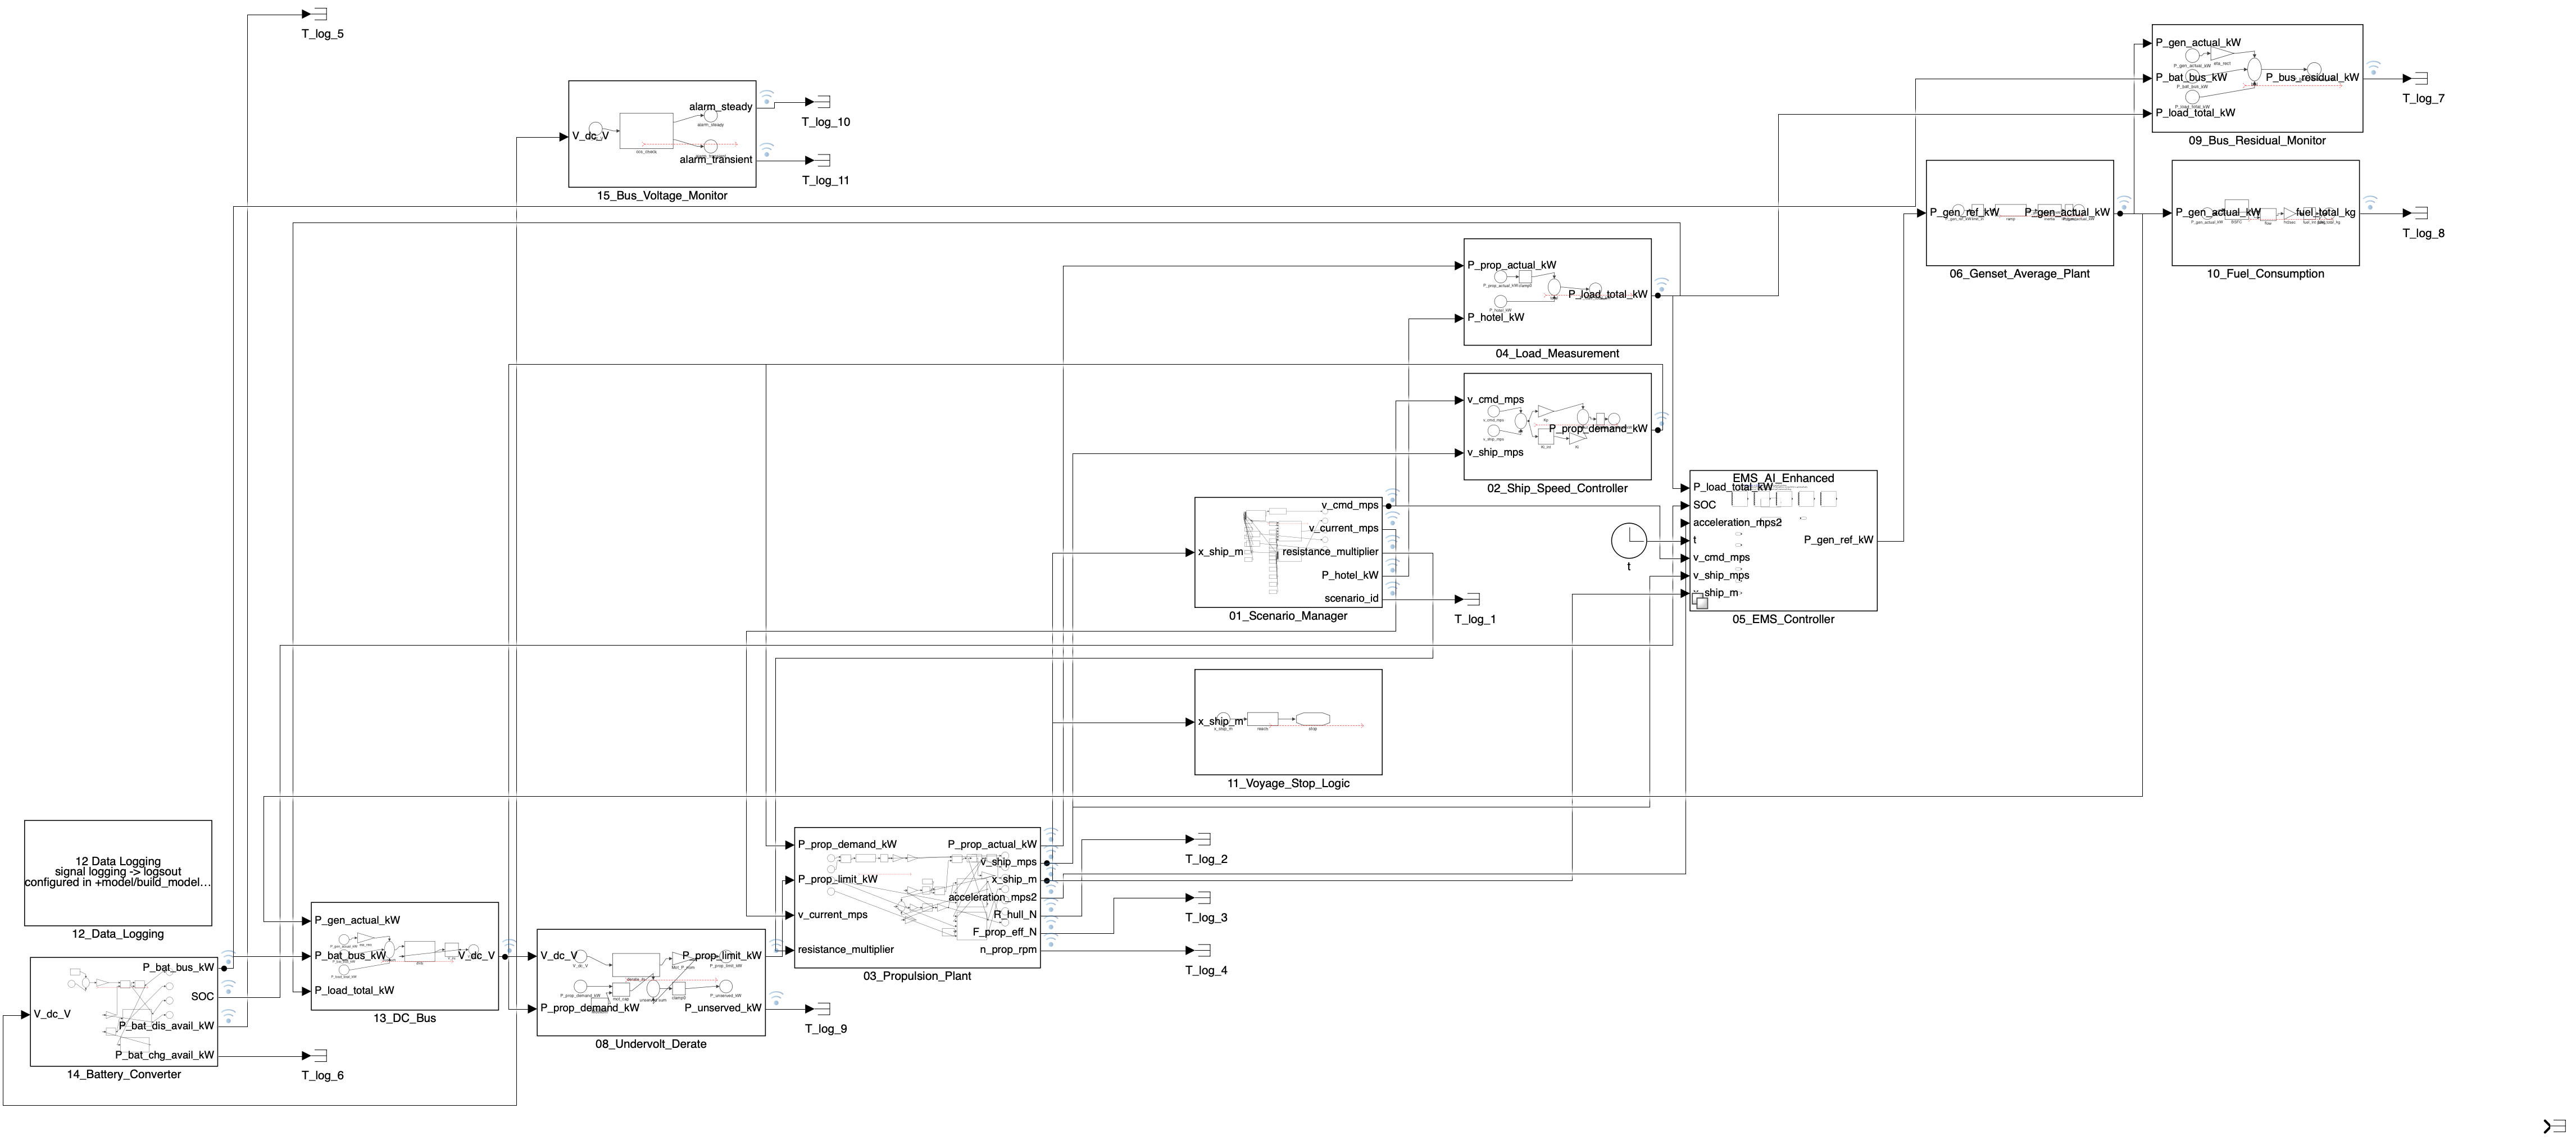 T_log_5
P_gen_actual_kW
P_bat_bus_kW
P_load_total_kW
P_bus_residual_kW
09_Bus_Residual_Monitor
T_log_7
V_dc_V
alarm_steady
alarm_transient
15_Bus_Voltage_Monitor
T_log_10
T_log_11
P_gen_ref_kW
P_gen_actual_kW
06_Genset_Average_Plant
P_gen_actual_kW
fuel_total_kg
10_Fuel_Consumption
T_log_8
P_prop_actual_kW
P_hotel_kW
P_load_total_kW
04_Load_Measurement
v_cmd_mps
v_ship_mps
P_prop_demand_kW
02_Ship_Speed_Controller
EMS_AI_Enhanced
P_load_total_kW
SOC
acceleration_mps2
t
v_cmd_mps
v_ship_mps
ship_m
P_gen_ref_kW
05_EMS_Controller
t
x_ship_m
v_cmd_mps
v_current_mps
resistance_multiplier
P_hotel_kW
scenario_id
01_Scenario_Manager
T_log_1
x_ship_m
11_Voyage_Stop_Logic
12 Data Logging
signal logging -> logsout
configured in +model/build_model...
12_Data_Logging
P_prop_demand_kW
P_prop_limit_kW
v_current_mps
resistance_multiplier
P_prop_actual_kW
v_ship_mps
x_ship_m
acceleration_mps2
R_hull_N
F_prop_eff_N
n_prop_rpm
03_Propulsion_Plant
T_log_2
T_log_3
T_log_4
P_gen_actual_kW
P_bat_bus_kW
P_load_total_kW
V_dc_V
13_DC_Bus
V_dc_V
P_prop_demand_kW
P_prop_limit_kW
P_unserved_kW
08_Undervolt_Derate
T_log_9
V_dc_V
P_bat_bus_kW
SOC
P_bat_dis_avail_kW
P_bat_chg_avail_kW
14_Battery_Converter
T_log_6